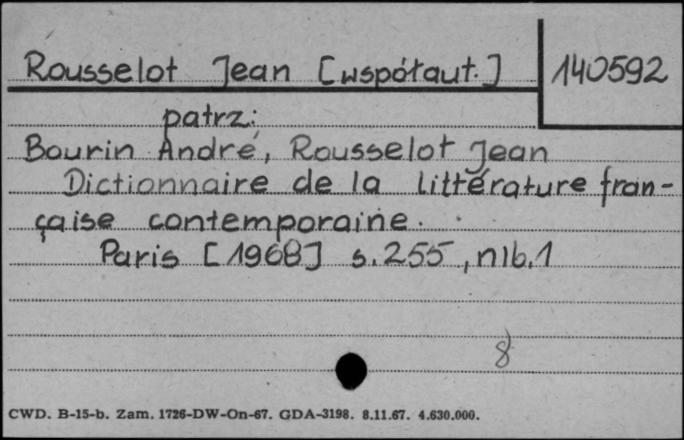 Rousselot Jean [współaut.]
140592
patrz:
Bourin André, Rousselot Jean
Dictionnaire de la littérature fran-
çaise contemporaine.
Paris [1968] s. 255, nlb. 1
8
CWD. B-15-b. Zam. 1726-DW-On-67. GDA-3198. 8.11.67. 4.630.000.